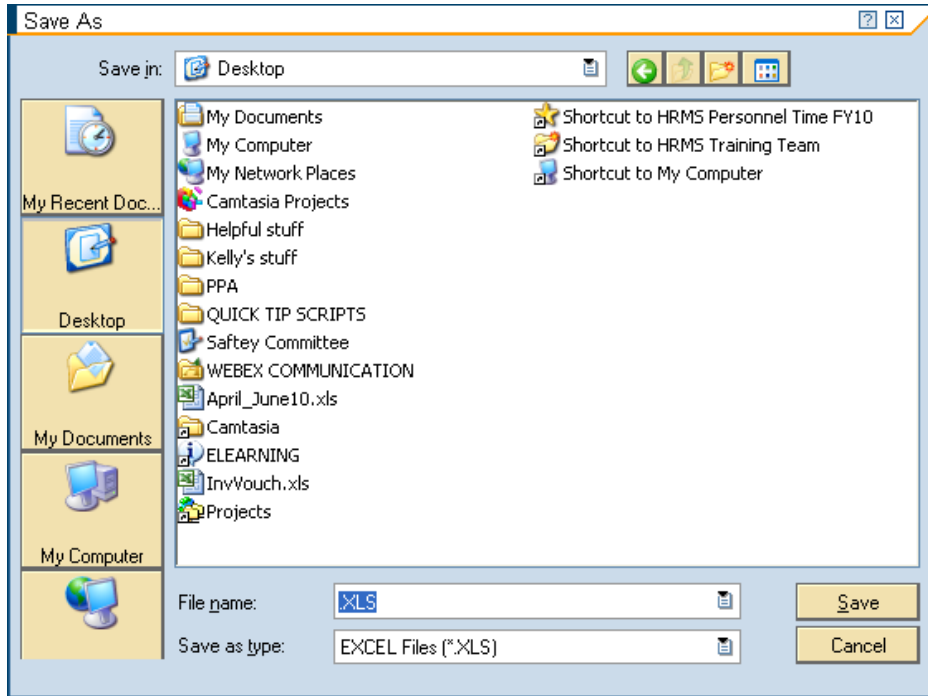 Save As
?
Save in:
Desktop
My Recent Doc...
Desktop
My Documents
My Computer
My Documents
My Computer
My Network Places
Camtasia Projects
Helpful stuff
Kelly's stuff
PPA
QUICK TIP SCRIPTS
Saftey Committee
WEBEX COMMUNICATION
April_June10.xls
Camtasia
ELEARNING
InvVouch.xls
Projects
Shortcut to HRMS Personnel Time FY10
Shortcut to HRMS Training Team
Shortcut to My Computer
File name:
.XLS
Save
Save as type:
EXCEL Files (*.XLS)
Cancel